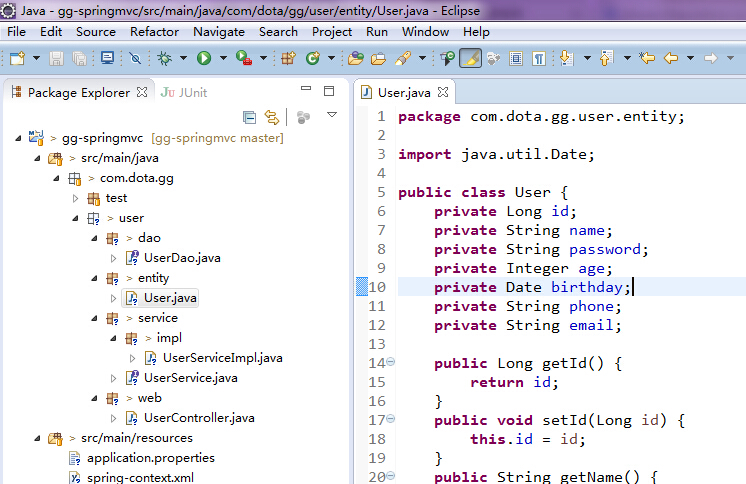 Java - gg-springmvc/src/main/java/com/dota/gg/user/entity/User.java - Eclipse
File Edit Source Refactor Navigate Search Project Run Window Help
Package Explorer JUnit
gg-springmvc [gg-springmvc master]
> src/main/java
> com.dota.gg
test
> user
> dao
UserDao.java
> entity
User.java
> service
> impl
UserServiceImpl.java
UserService.java
> web
UserController.java
> src/main/resources
application.properties
spring-context.xml
User.java
1 package com.dota.gg.user.entity;
2
3 import java.util.Date;
4
5 public class User {
6 private Long id;
7 private String name;
8 private String password;
9 private Integer age;
10 private Date birthday;
11 private String phone;
12 private String email;
13
14 public Long getId() {
15 return id;
16 }
17 public void setId(Long id) {
18 this.id = id;
19 }
20 public String getName() {